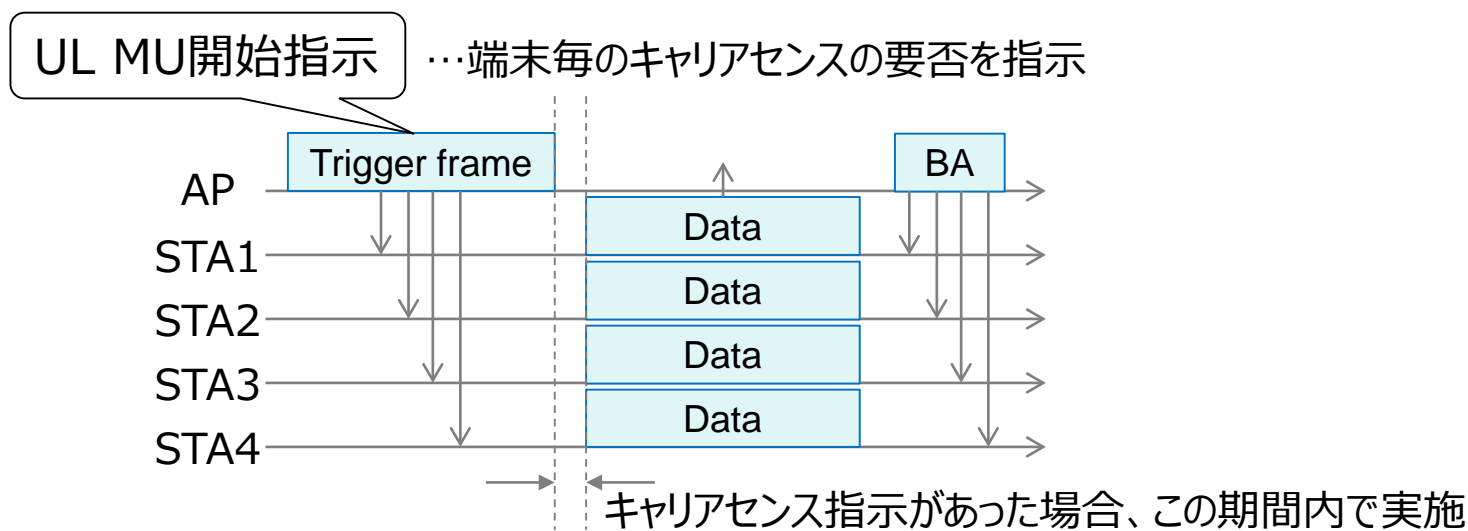 UL MU開始指示 …端末毎のキャリアセンスの要否を指示
Trigger frame
BA
AP
Data
STA1
Data
STA2
Data
STA3
Data
STA4
キャリアセンス指示があった場合、この期間内で実施